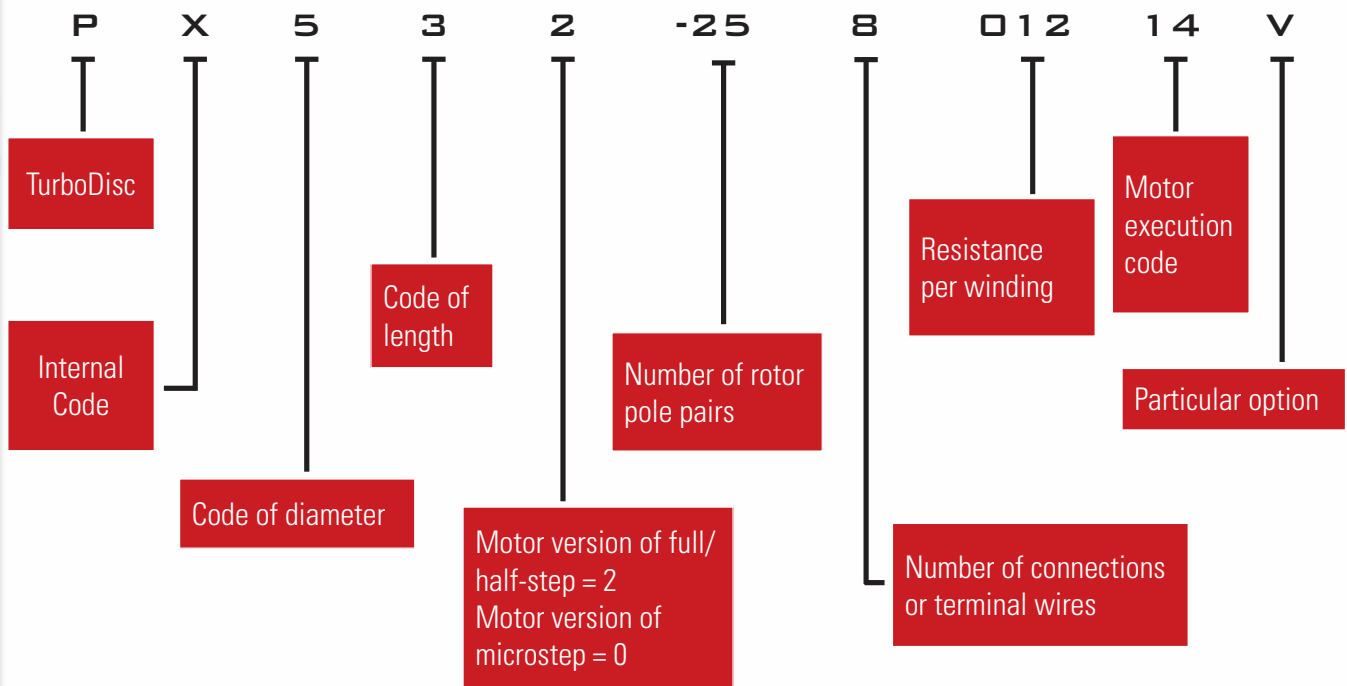 P X 5 3 2 -25 8 012 14 V
TurboDisc
Internal
Code
Code of diameter
Code of
length
Motor version of full/
half-step = 2
Motor version of
microstep = 0
Number of rotor
pole pairs
Number of connections
or terminal wires
Resistance
per winding
Motor
execution
code
Particular option